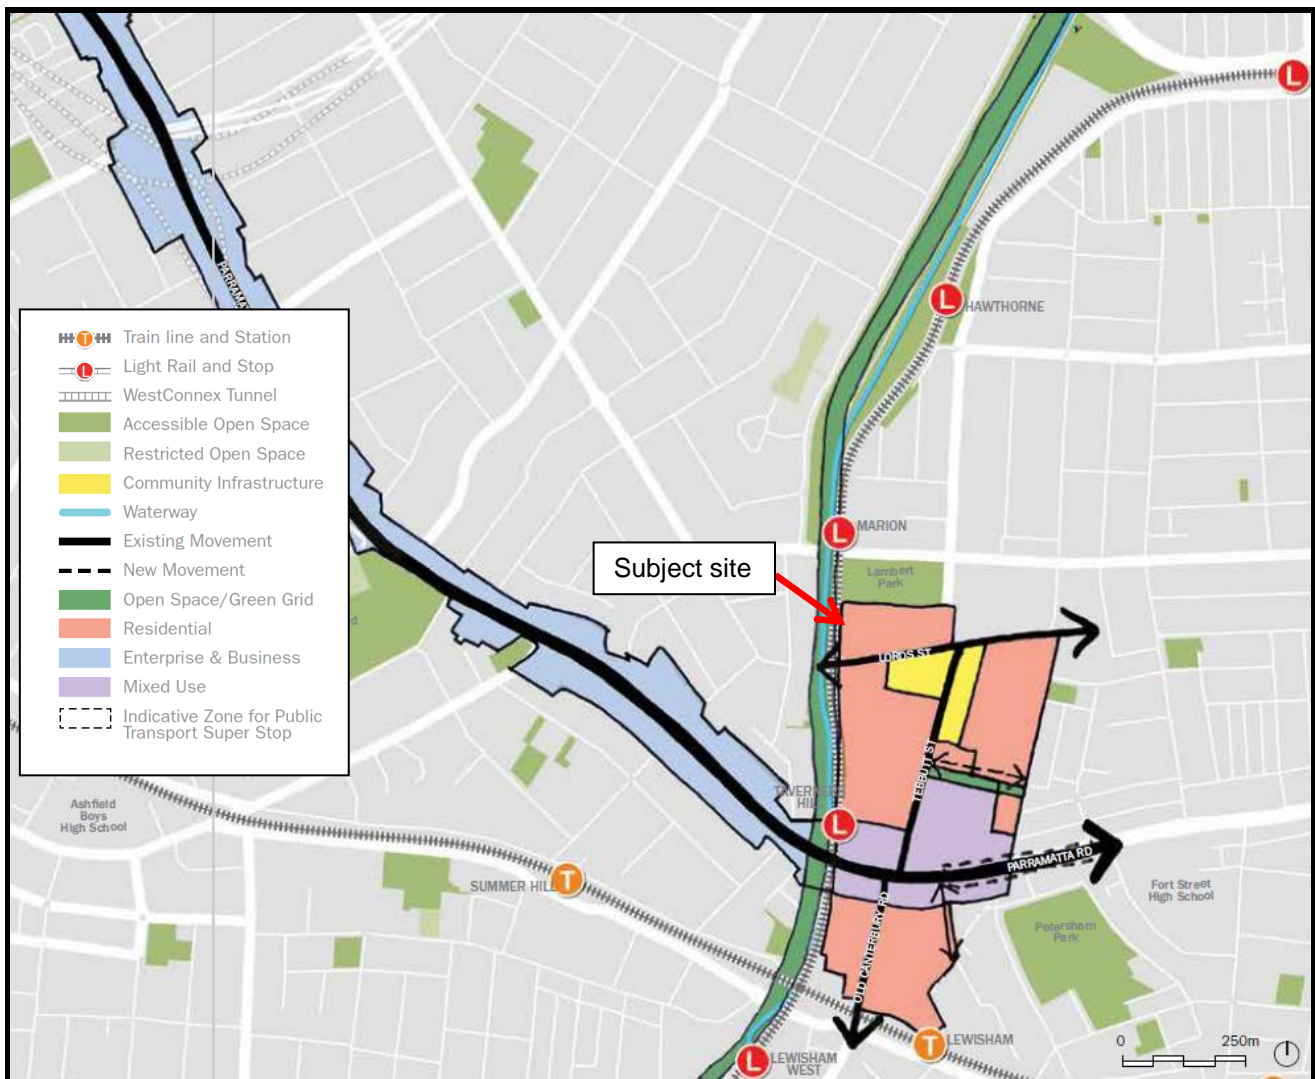 L
L
HAWTHORNE
PARRAMAT
Train line and Station
T
Light Rail and Stop
L
WestConnex Tunnel
Accessible Open Space
Restricted Open Space
Community Infrastructure
Waterway
Existing Movement
New Movement
Open Space/Green Grid
Residential
Enterprise & Business
Mixed Use
Indicative Zone for Public
Transport Super Stop
L
MARION
Subject site
Lambert
Park
LORDS ST
TEBBUTT ST
L
Ashfield
Boys
High School
SUMMER HILL
T
PARRAMATTA RD
Fort Street
High School
Petersham
Park
OLD CANTERBURY RD
T
LEWISHAM
L
LEWISHAM
WEST
0
250m